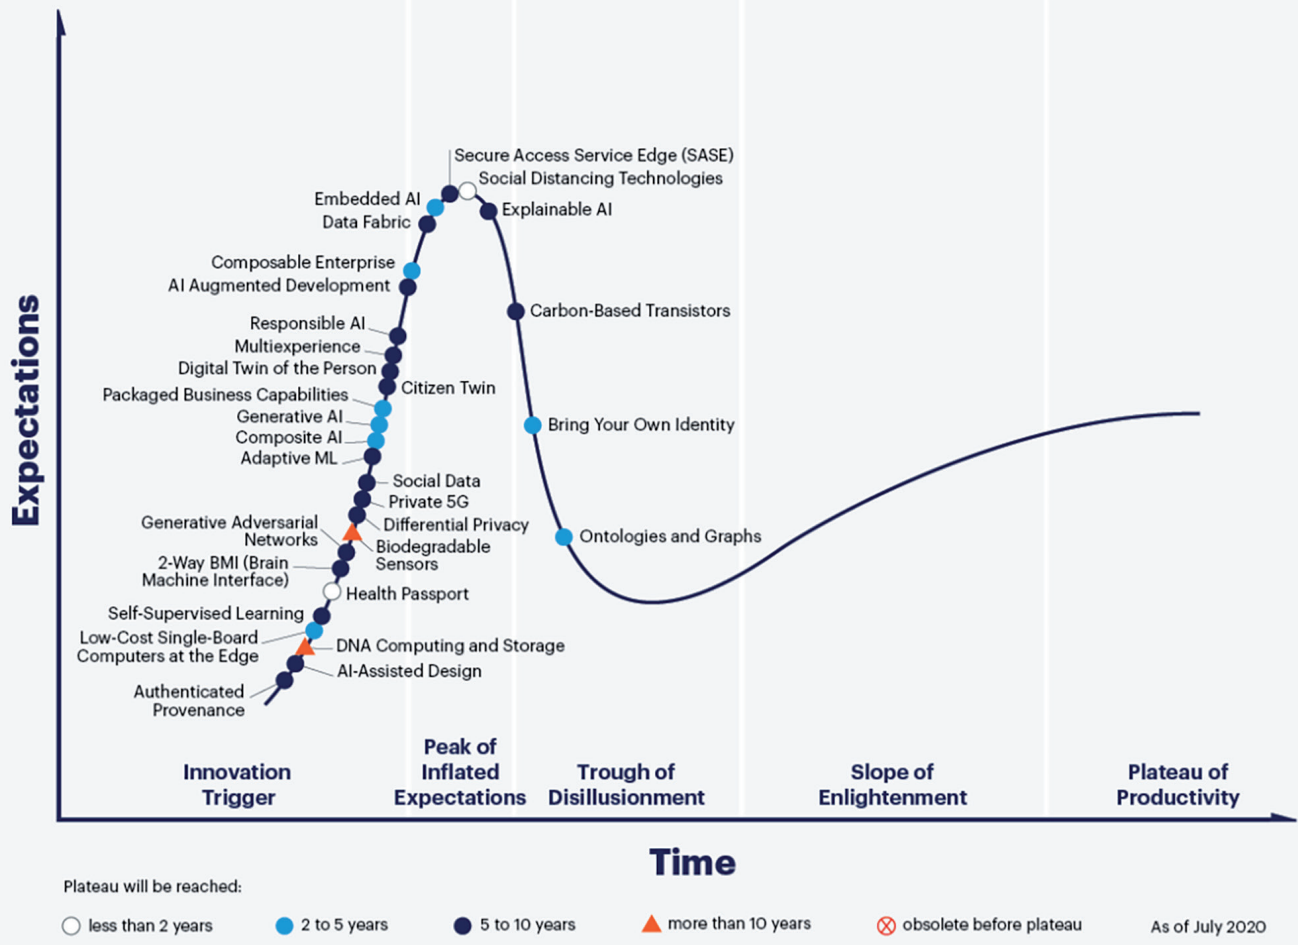 Expectations
Secure Access Service Edge (SASE)
Social Distancing Technologies
Embedded AI
Data Fabric
Explainable AI
Composable Enterprise
AI Augmented Development
Carbon-Based Transistors
Responsible AI
Multiexperience
Digital Twin of the Person
Citizen Twin
Packaged Business Capabilities
Generative AI
Bring Your Own Identity
Composite AI
Adaptive ML
Social Data
Private 5G
Generative Adversarial
Networks
Differential Privacy
Biodegradable
Sensors
Ontologies and Graphs
2-Way BMI (Brain
Machine Interface)
Health Passport
Self-Supervised Learning
Low-Cost Single-Board
Computers at the Edge
DNA Computing and Storage
AI-Assisted Design
Authenticated
Provenance
Innovation
Trigger
Peak of
Inflated
Expectations
Trough of
Disillusionment
Slope of
Enlightenment
Plateau of
Productivity
Time
Plateau will be reached:
less than 2 years
2 to 5 years
5 to 10 years
more than 10 years
obsolete before plateau
As of July 2020